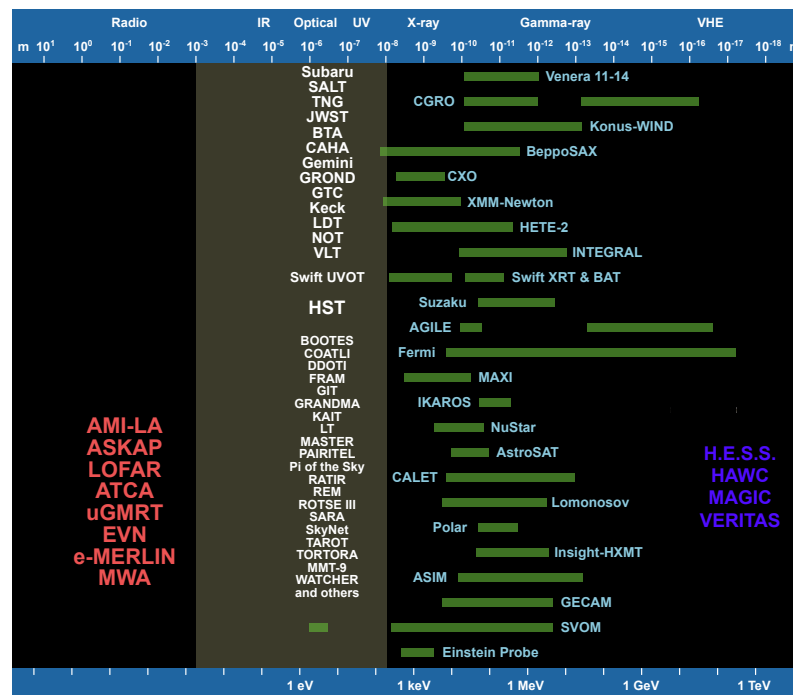 Radio IR Optical UV X-ray Gamma-ray VHE
m 10¹ 10⁰ 10⁻¹ 10⁻² 10⁻³ 10⁻⁴ 10⁻⁵ 10⁻⁶ 10⁻⁷ 10⁻⁸ 10⁻⁹ 10⁻¹⁰ 10⁻¹¹ 10⁻¹² 10⁻¹³ 10⁻¹⁴ 10⁻¹⁵ 10⁻¹⁶ 10⁻¹⁷ 10⁻¹⁸
Subaru
SALT
TNG
JWST
BTA
CAHA
Gemini
GROND
GTC
Keck
LDT
NOT
VLT
Swift UVOT
HST
BOOTES
COATLI
DDOTI
FRAM
GIT
GRANDMA
KAIT
LT
MASTER
PAIRITEL
Pi of the Sky
RATIR
REM
ROTSE III
SARA
SkyNet
TAROT
TORTORA
MMT-9
WATCHER
and others
Venera 11-14
CGRO
Konus-WIND
BeppoSAX
CXO
XMM-Newton
HETE-2
INTEGRAL
Swift XRT & BAT
Suzaku
AGILE
Fermi
MAXI
IKAROS
NuStar
AstroSAT
CALET
Lomonosov
Polar
Insight-HXMT
ASIM
GECAM
SVOM
Einstein Probe
AMI-LA
ASKAP
LOFAR
ATCA
uGMRT
EVN
e-MERLIN
MWA
H.E.S.S.
HAWC
MAGIC
VERITAS
1 eV 1 keV 1 MeV 1 GeV 1 TeV